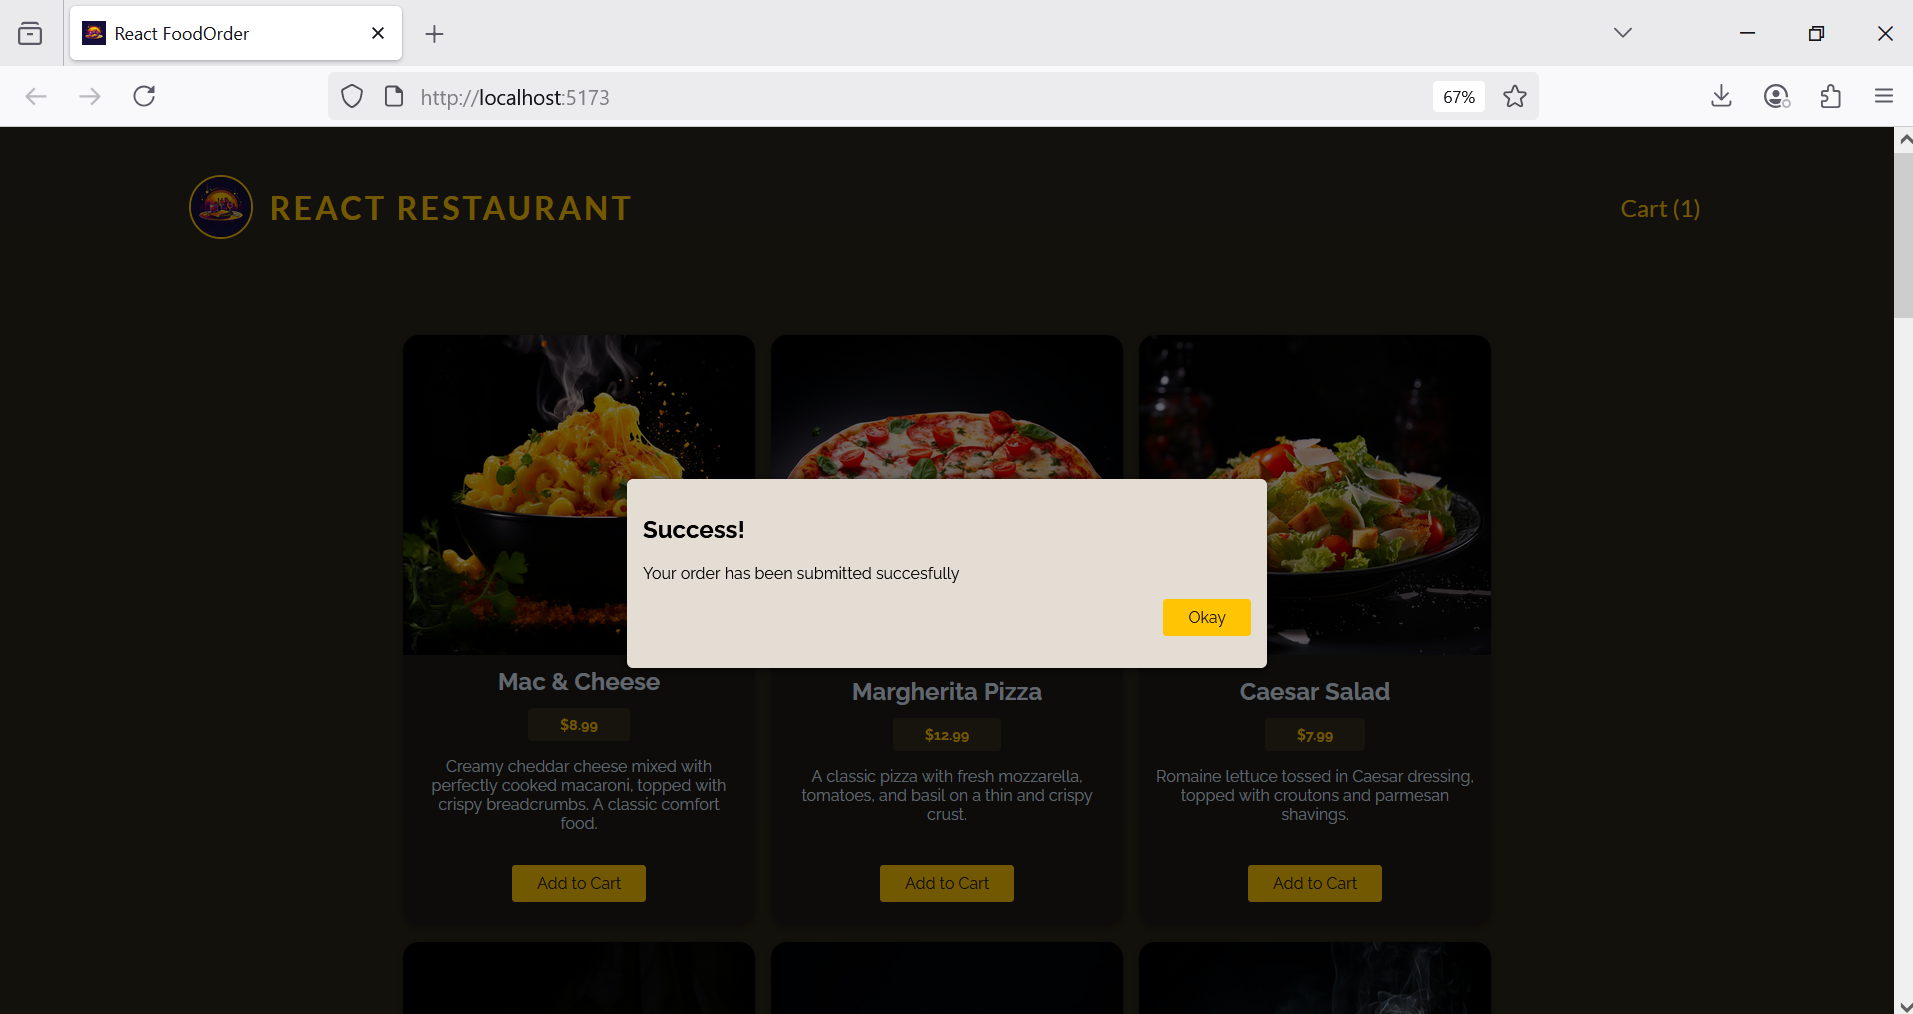 React FoodOrder
http://localhost:5173
67%
REACT RESTAURANT
Cart (1)
Success!
Your order has been submitted succesfully
Okay
Mac & Cheese
$8.99
Creamy cheddar cheese mixed with
perfectly cooked macaroni, topped with
crispy breadcrumbs. A classic comfort
food.
Add to Cart
Margherita Pizza
$12.99
A classic pizza with fresh mozzarella,
tomatoes, and basil on a thin and crispy
crust.
Add to Cart
Caesar Salad
$7.99
Romaine lettuce tossed in Caesar dressing,
topped with croutons and parmesan
shavings.
Add to Cart